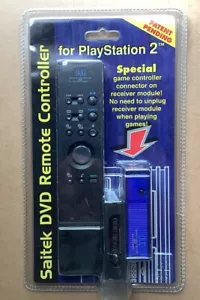 PATENT
PENDING
for PlayStation 2™
Saitek DVD Remote Controller
Special
game controller
connector on
receiver module!
No need to unplug
receiver module
when playing
games!